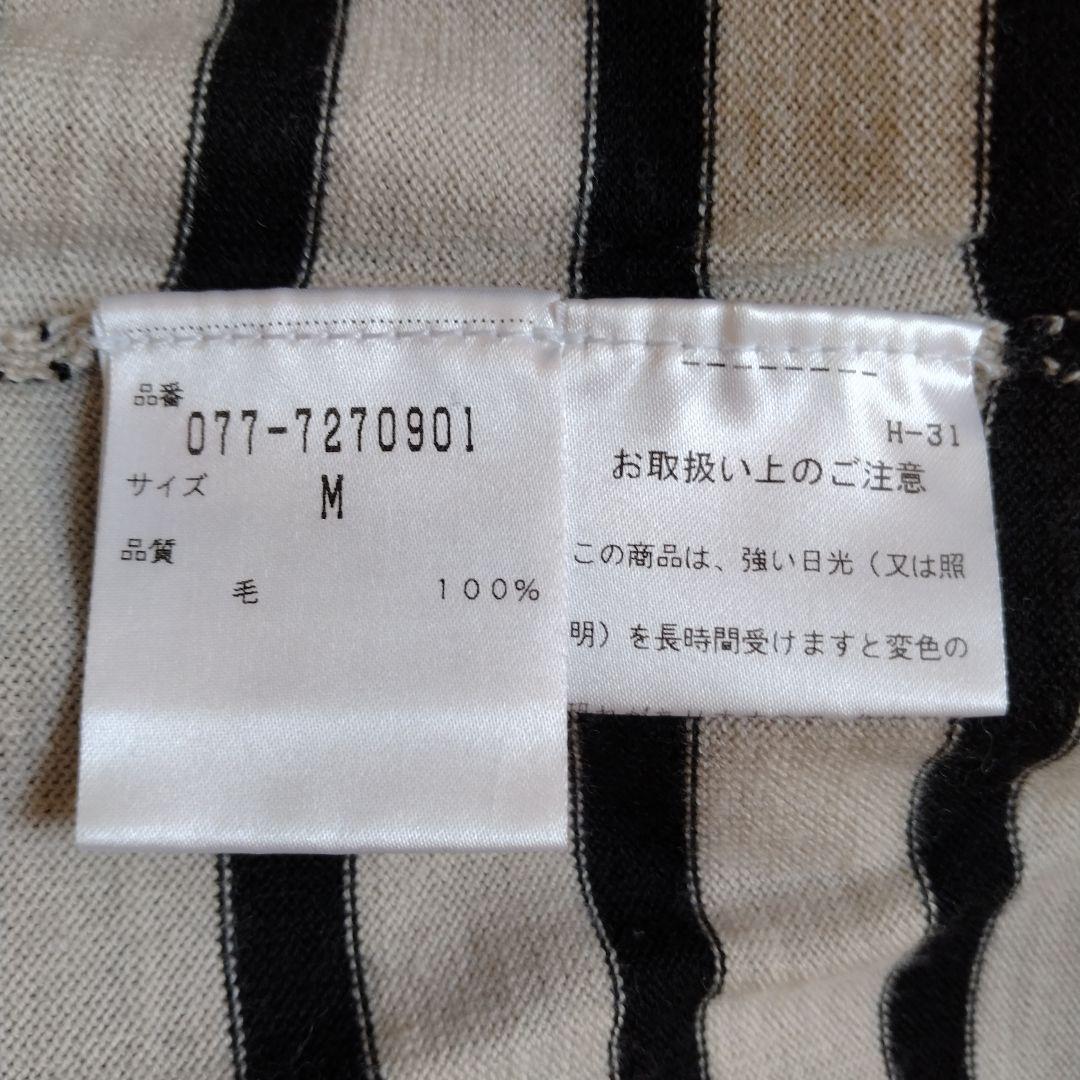 品番
077-7270901
サイズ
M
品質
毛 100%
H-31
お取扱い上のご注意
この商品は、強い日光（又は照
明）を長時間受けますと変色の